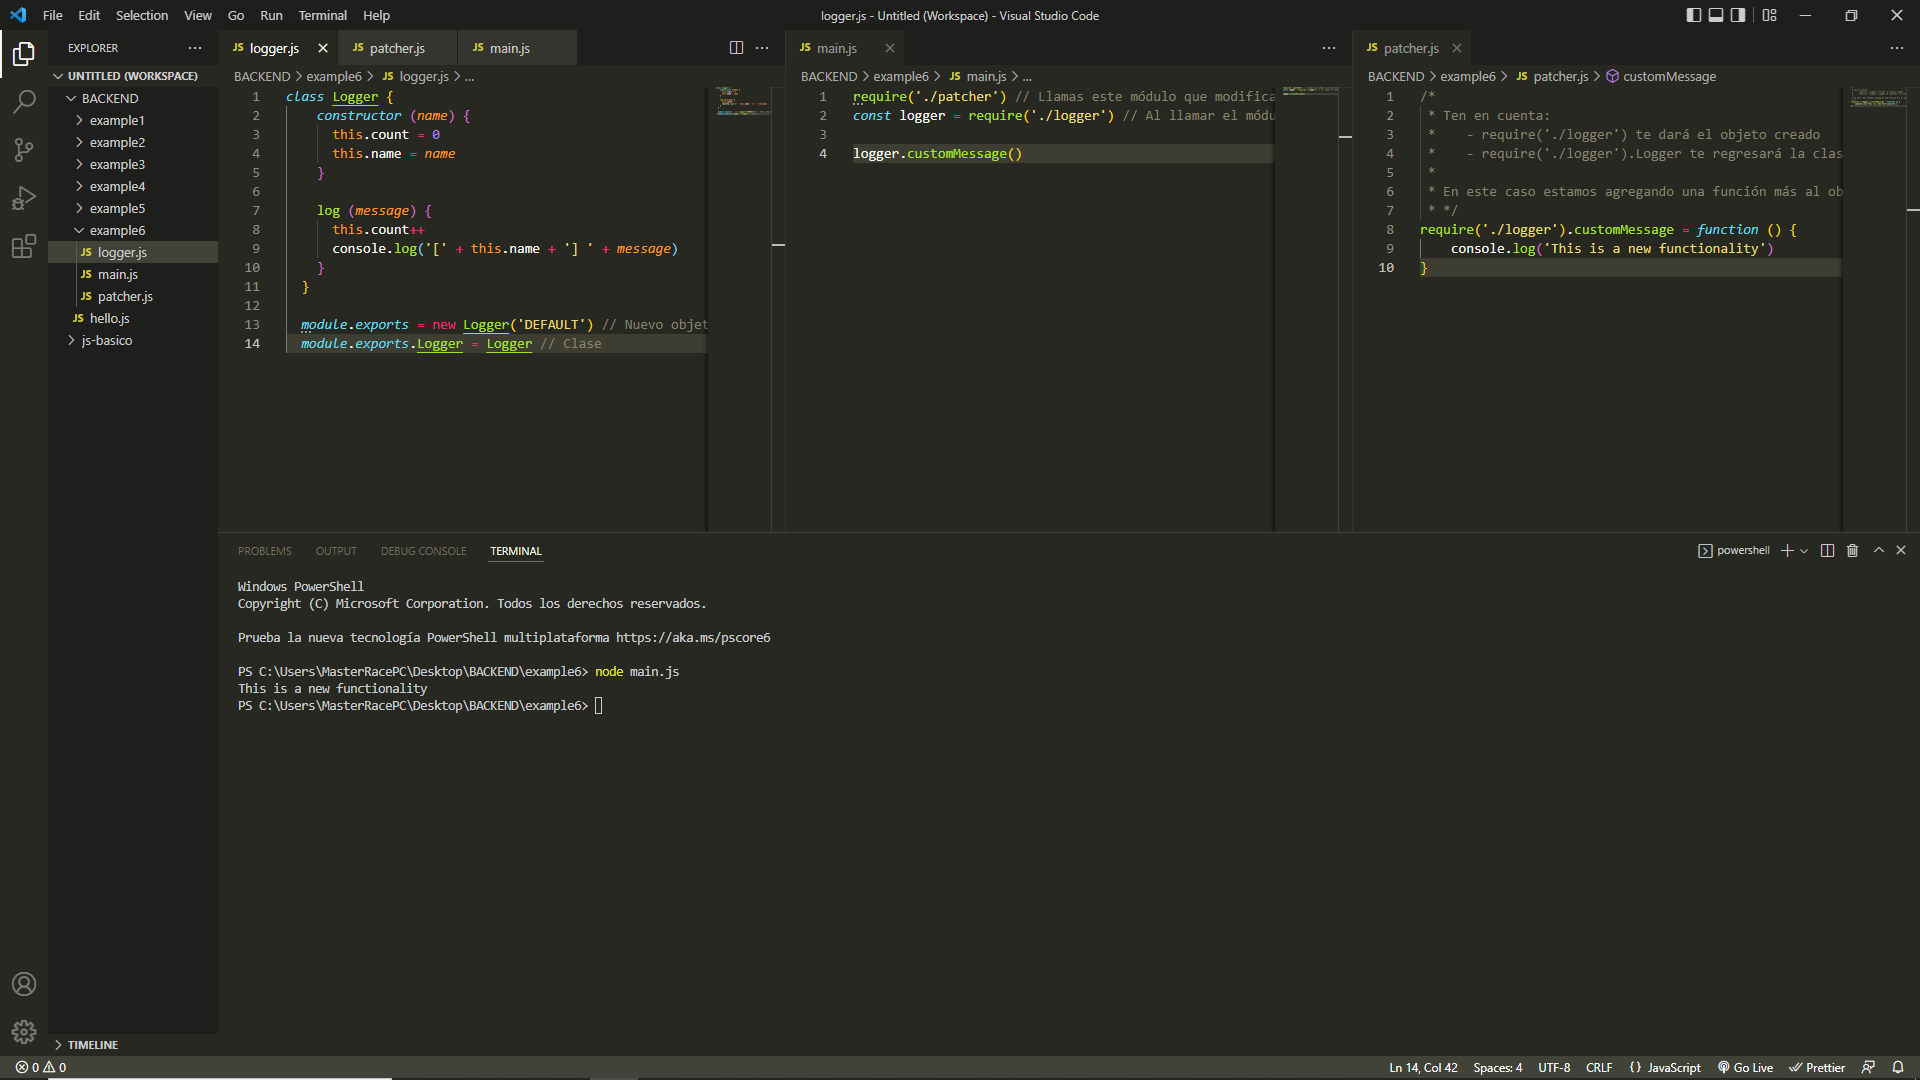 File Edit Selection View Go Run Terminal Help
logger.js - Untitled (Workspace) - Visual Studio Code
EXPLORER
UNTITLED (WORKSPACE)
BACKEND
example1
example2
example3
example4
example5
example6
JS logger.js
JS main.js
JS patcher.js
JS hello.js
js-basico
TIMELINE
JS logger.js JS patcher.js JS main.js
BACKEND > example6 > JS logger.js > ...
1 class Logger {
2 constructor (name) {
3 this.count = 0
4 this.name = name
5 }
6
7 log (message) {
8 this.count++
9 console.log('[' + this.name + '] ' + message)
10 }
11 }
12
13 module.exports = new Logger('DEFAULT') // Nuevo objet
14 module.exports.Logger = Logger // Clase
JS main.js
BACKEND > example6 > JS main.js > ...
1 require('./patcher') // Llamas este módulo que modifica
2 const logger = require('./logger') // Al llamar el módu
3
4 logger.customMessage()
JS patcher.js
BACKEND > example6 > JS patcher.js > customMessage
1 /*
2 * Ten en cuenta:
3 * - require('./logger') te dará el objeto creado
4 * - require('./logger').Logger te regresará la clas
5 *
6 * En este caso estamos agregando una función más al ob
7 * */
8 require('./logger').customMessage = function () {
9 console.log('This is a new functionality')
10 }
PROBLEMS OUTPUT DEBUG CONSOLE TERMINAL
powershell
Windows PowerShell
Copyright (C) Microsoft Corporation. Todos los derechos reservados.
Prueba la nueva tecnología PowerShell multiplataforma https://aka.ms/pscore6
PS C:\Users\MasterRacePC\Desktop\BACKEND\example6> node main.js
This is a new functionality
PS C:\Users\MasterRacePC\Desktop\BACKEND\example6>
0 0
Ln 14, Col 42 Spaces: 4 UTF-8 CRLF {} JavaScript Go Live Prettier